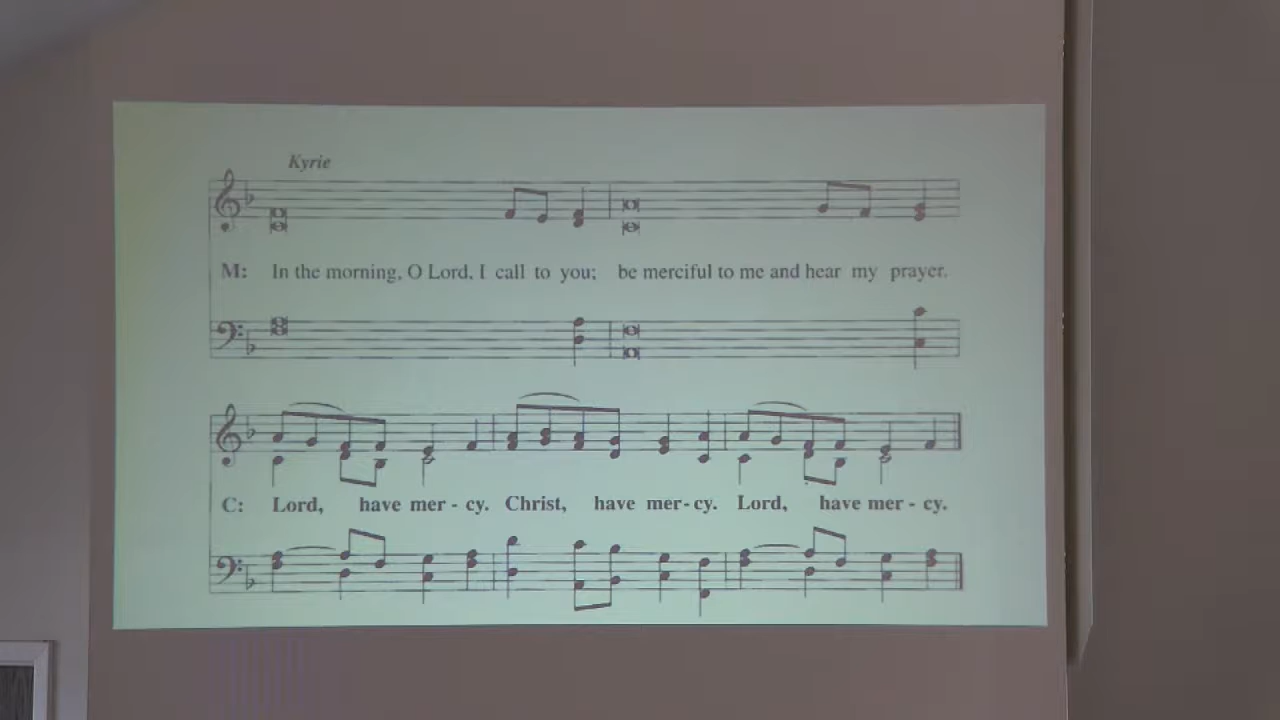 Kyrie
M: In the morning, O Lord, I call to you; be merciful to me and hear my prayer.
C: Lord, have mer - cy. Christ, have mer - cy. Lord, have mer - cy.